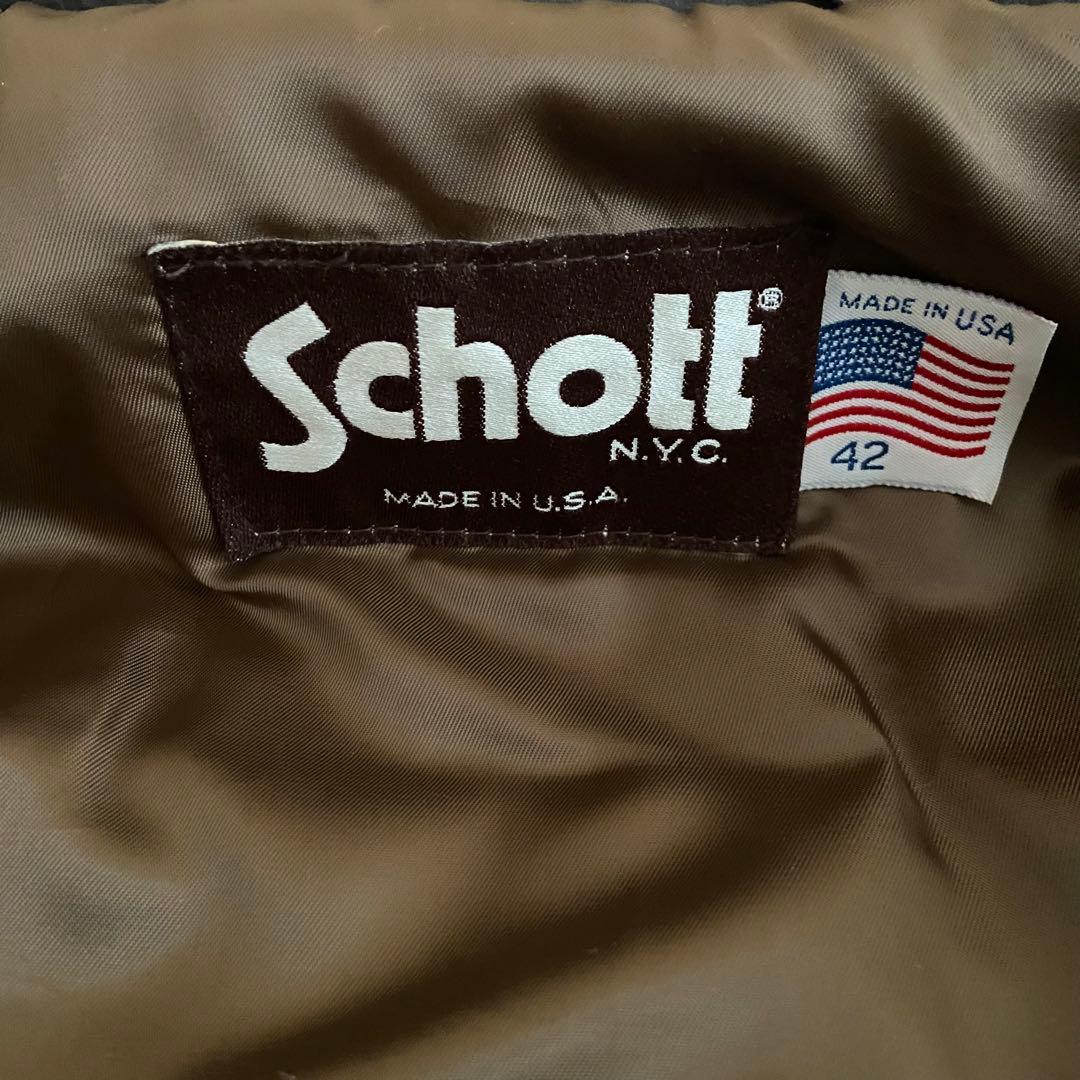 Schott®
N.Y.C.
MADE IN U.S.A.
MADE IN USA
42